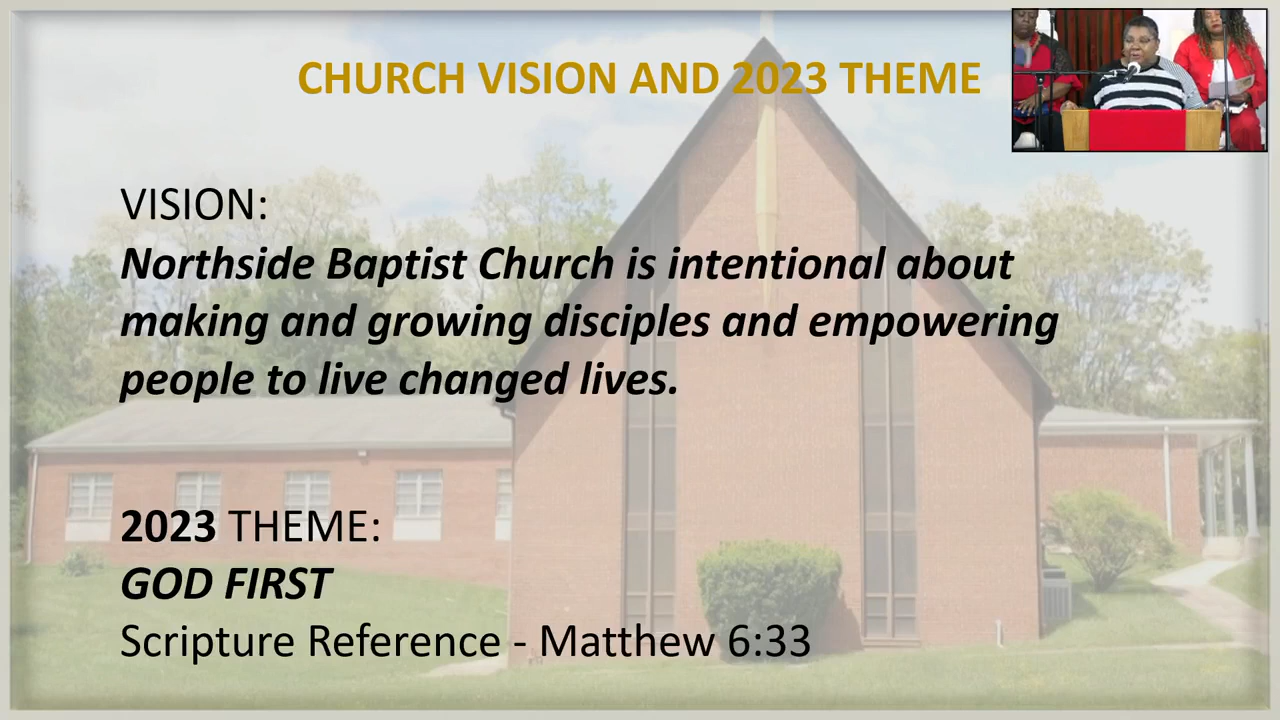 CHURCH VISION AND 2023 THEME
VISION:
Northside Baptist Church is intentional about
making and growing disciples and empowering
people to live changed lives.
2023 THEME:
GOD FIRST
Scripture Reference - Matthew 6:33